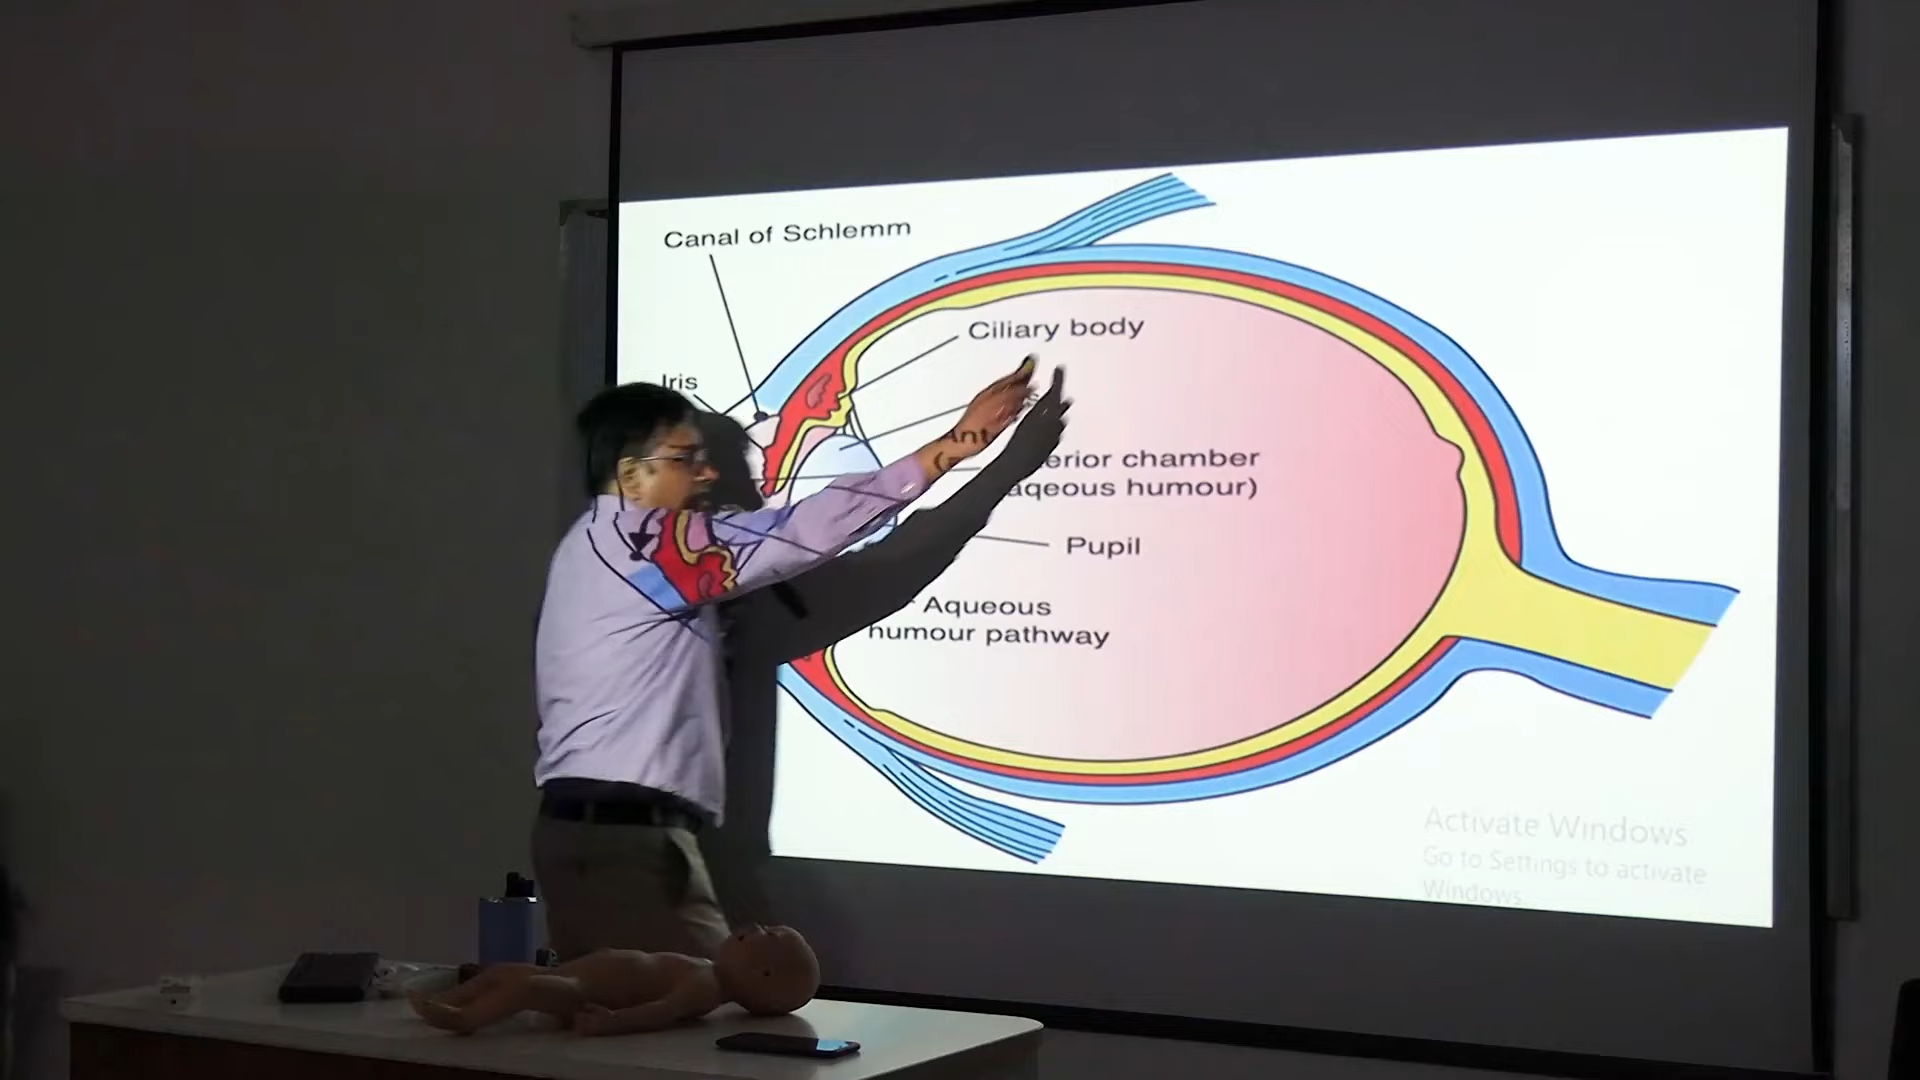 Canal of Schlemm
Ciliary body
Iris
Ant
erior chamber
aqeous humour)
Pupil
Aqueous
humour pathway
Activate Windows
Go to Settings to activate
Windows.